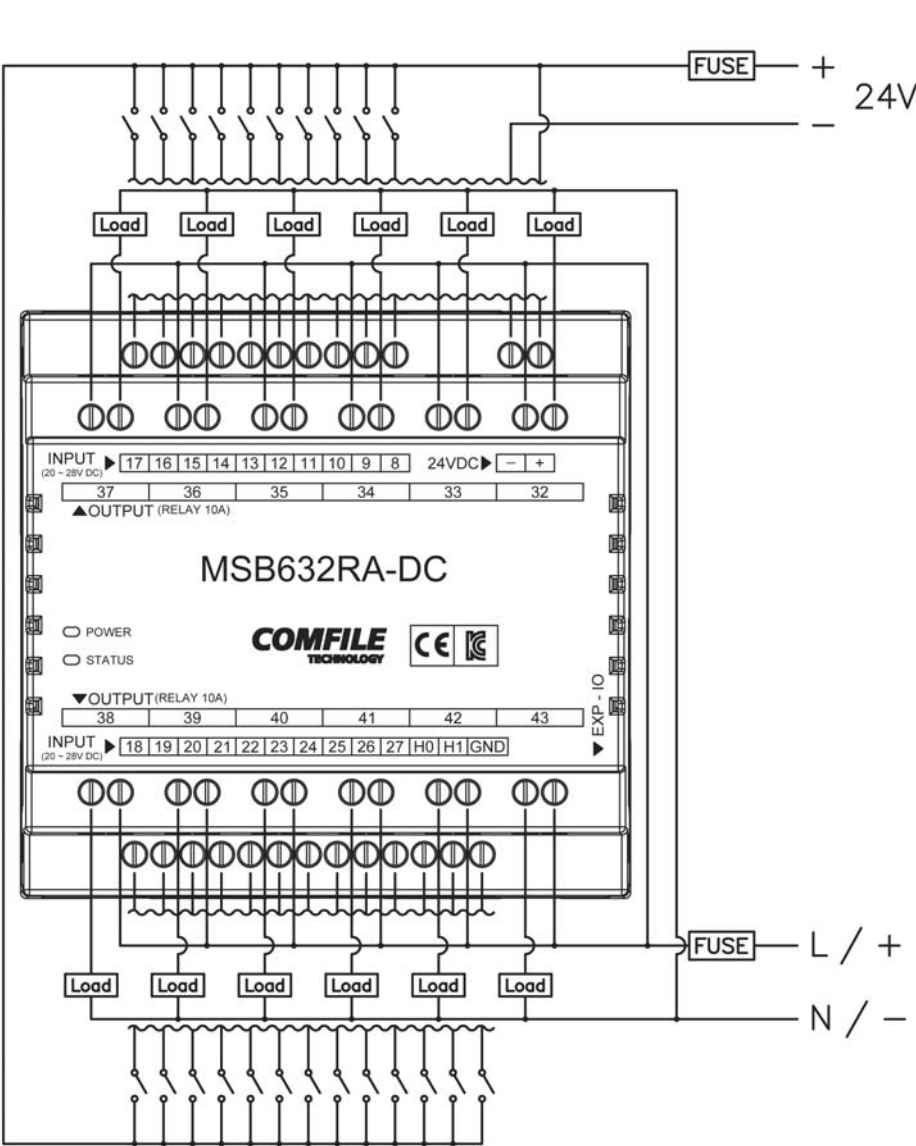 FUSE +
24V
−
Load Load Load Load Load Load
INPUT ▶ 17 16 15 14 13 12 11 10 9 8 24VDC ▶ − +
(20 ~ 28V DC)
37 36 35 34 33 32
▲OUTPUT (RELAY 10A)
MSB632RA-DC
POWER
COMFILE
TECHNOLOGY
CE
STATUS
▼OUTPUT (RELAY 10A)
38 39 40 41 42 43
INPUT ▶ 18 19 20 21 22 23 24 25 26 27 H0 H1 GND
(20 ~ 28V DC)
▶ EXP - IO
FUSE L / +
Load Load Load Load Load Load
N / −